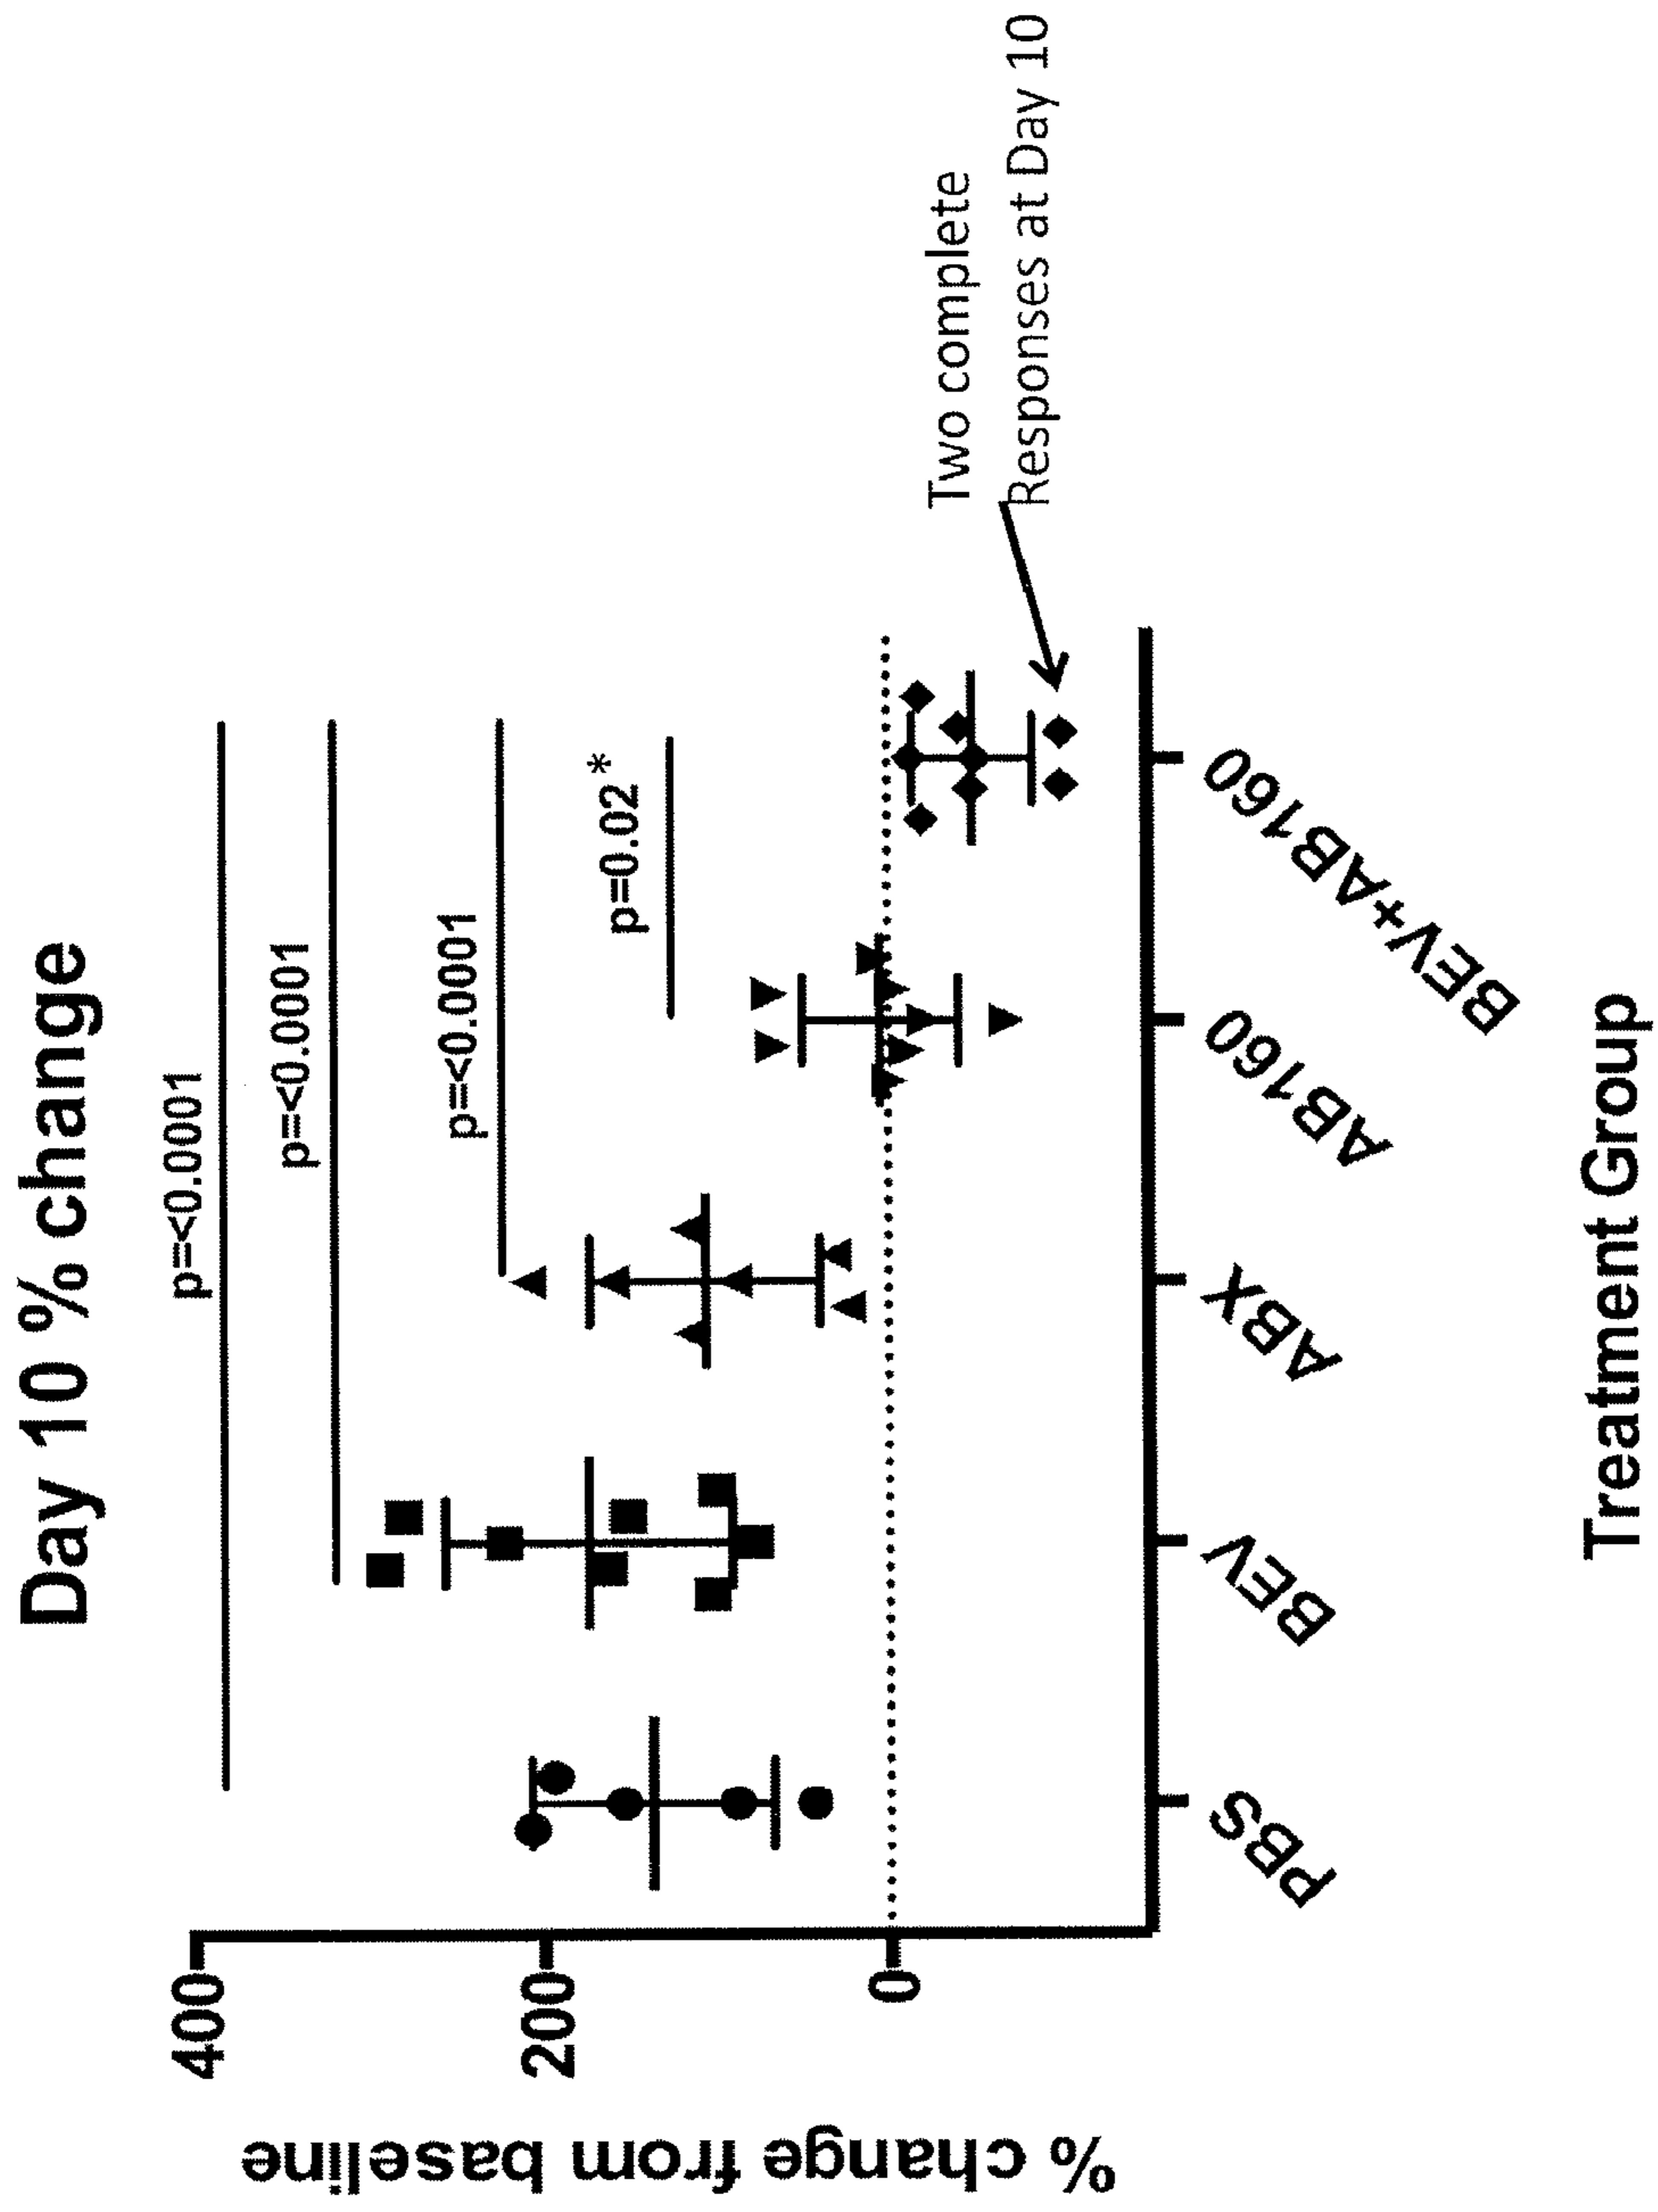 Day 10 % change
p=<0.0001
p=<0.0001
p=<0.0001
p=0.02*
400
200
0
% change from baseline
Two complete
Responses at Day 10
PBS
BEV
ABX
AB160
BEV+AB160
Treatment Group